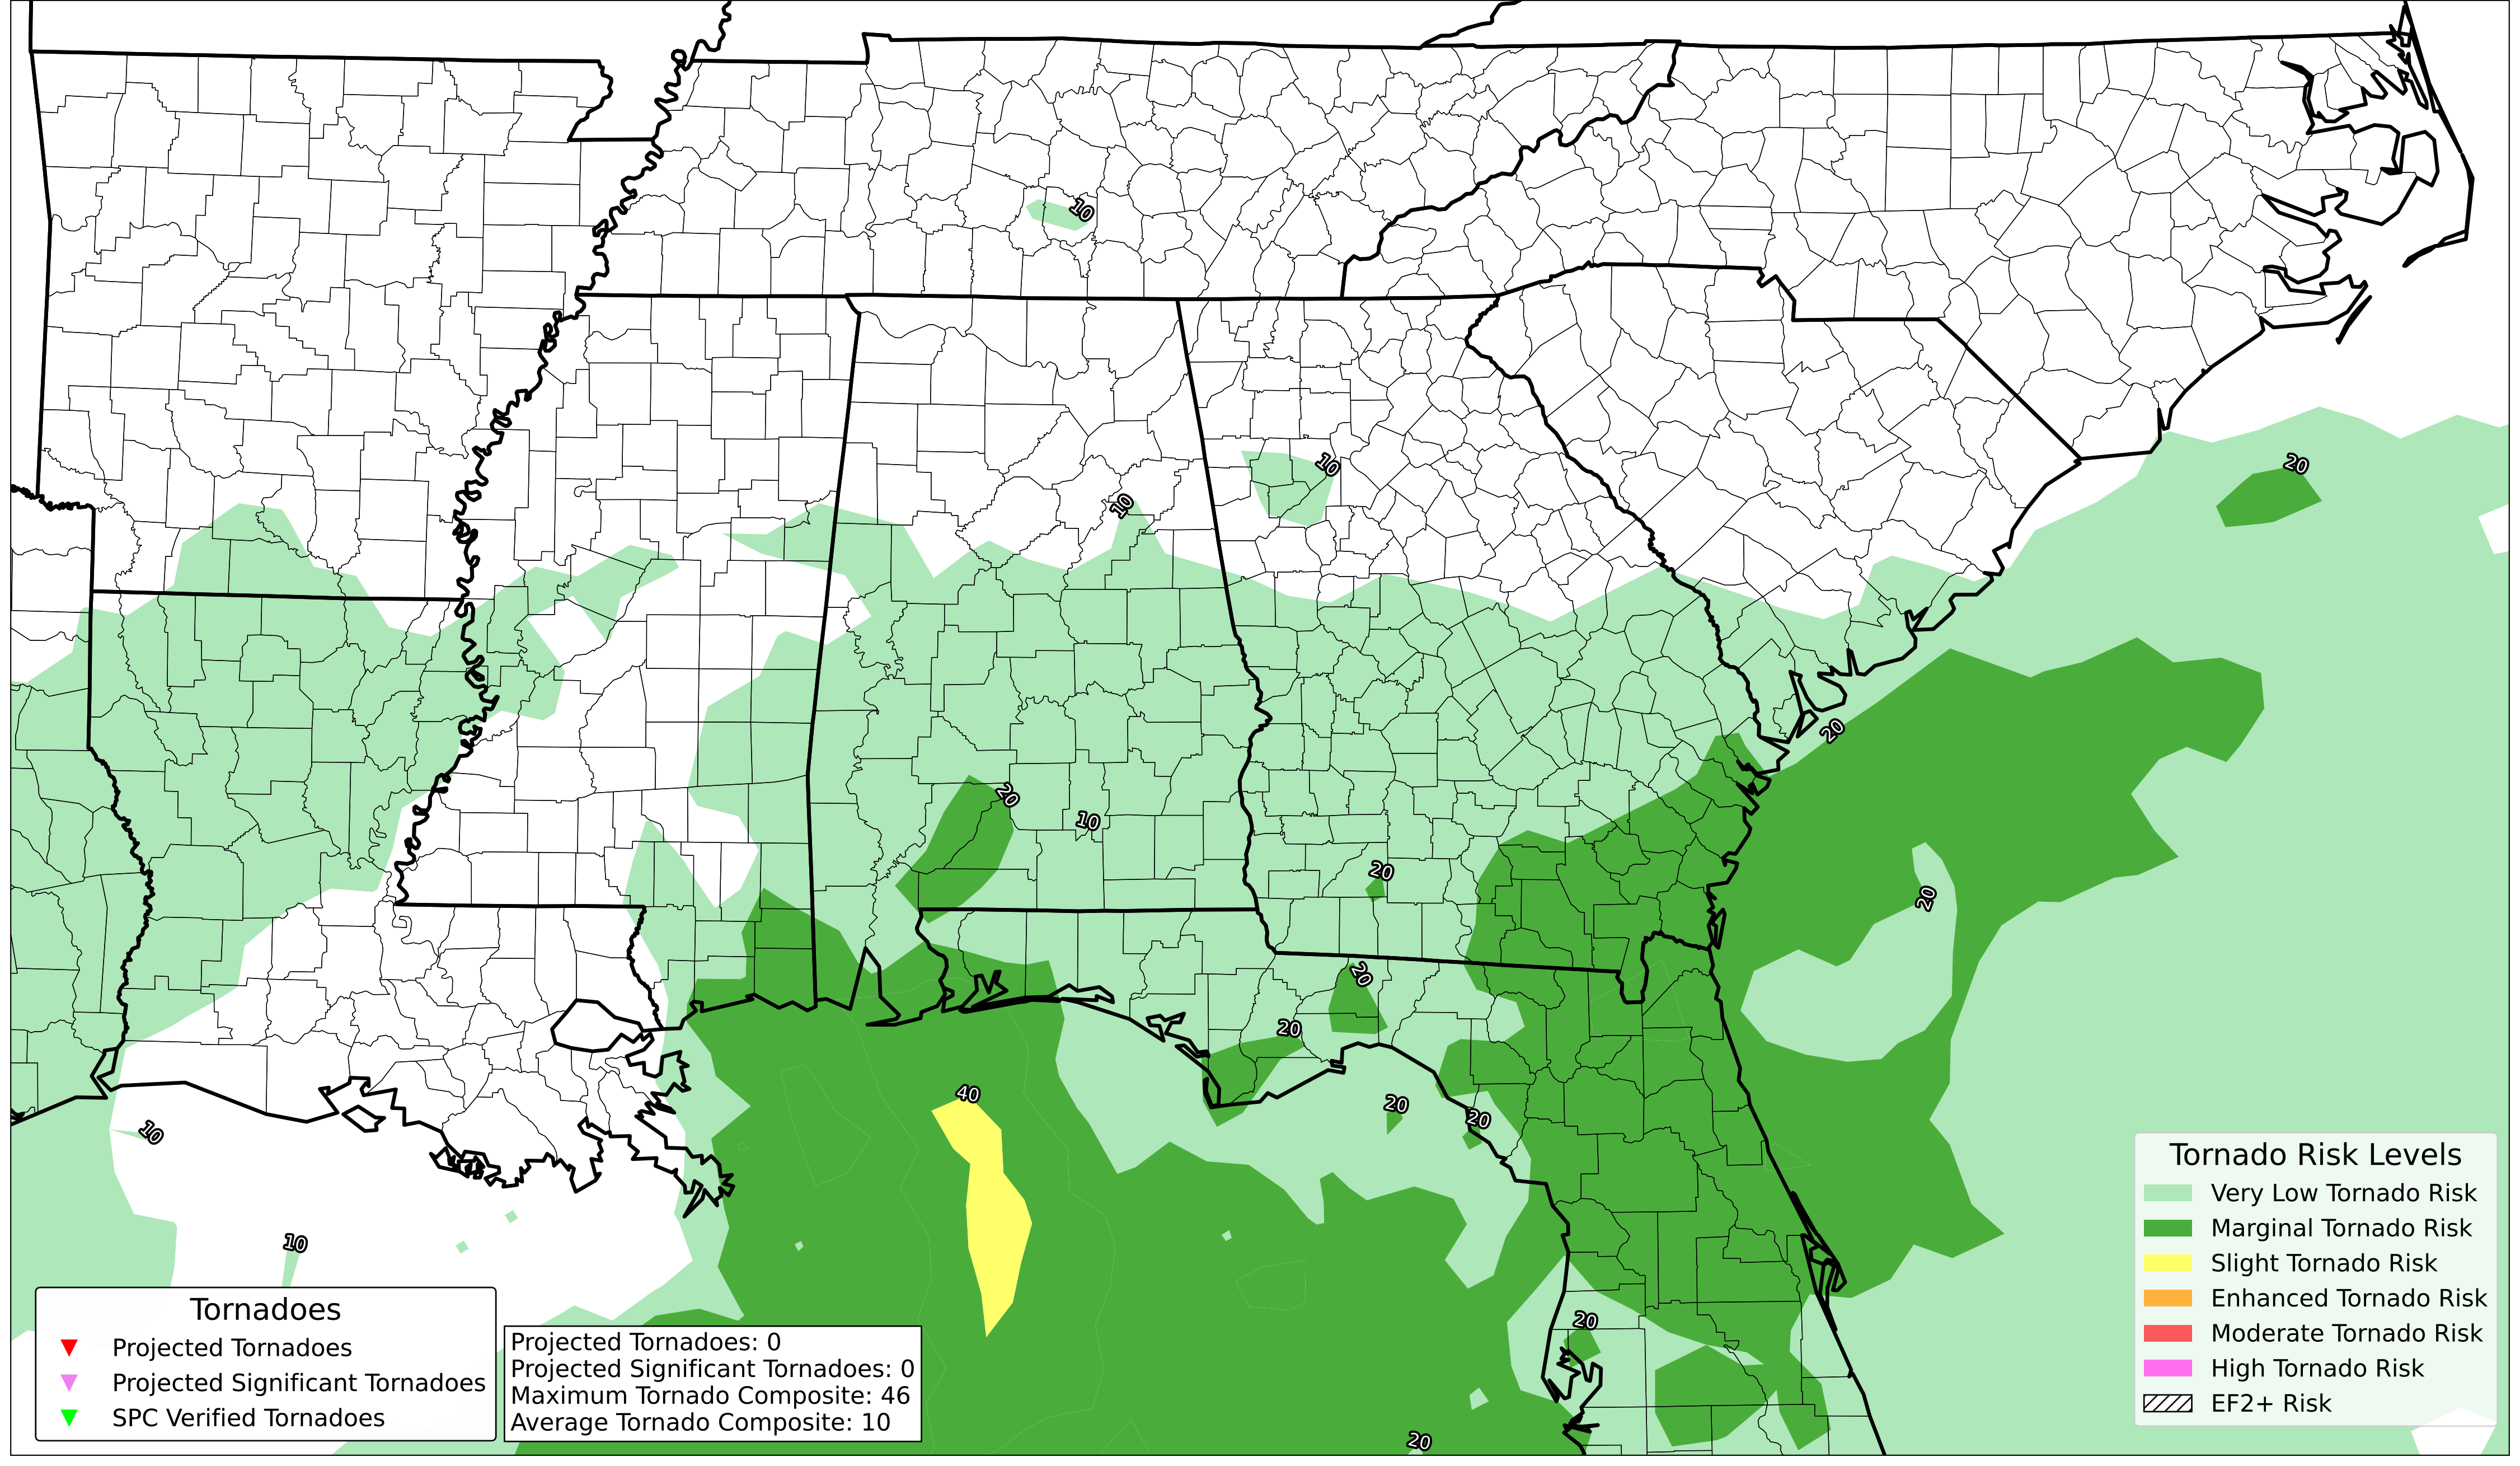 10
10
10
20
20
10
20
20
20
20
20
40
10
20
20
10
20
20
Tornado Risk Levels
Very Low Tornado Risk
Marginal Tornado Risk
Slight Tornado Risk
Enhanced Tornado Risk
Moderate Tornado Risk
High Tornado Risk
EF2+ Risk
Tornadoes
Projected Tornadoes
Projected Significant Tornadoes
SPC Verified Tornadoes
Projected Tornadoes: 0
Projected Significant Tornadoes: 0
Maximum Tornado Composite: 46
Average Tornado Composite: 10
20